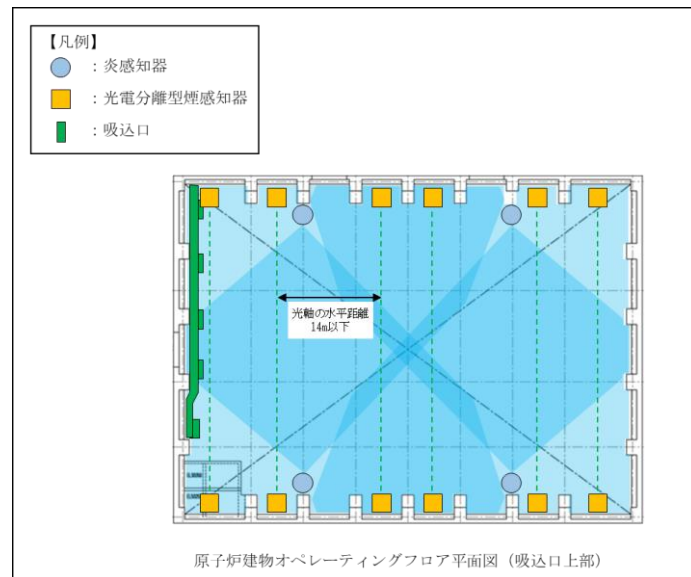 【凡例】
：炎感知器
：光電分離型煙感知器
：吸込口
光軸の水平距離
14m以下
原子炉建物オペレーティングフロア平面図（吸込口上部）